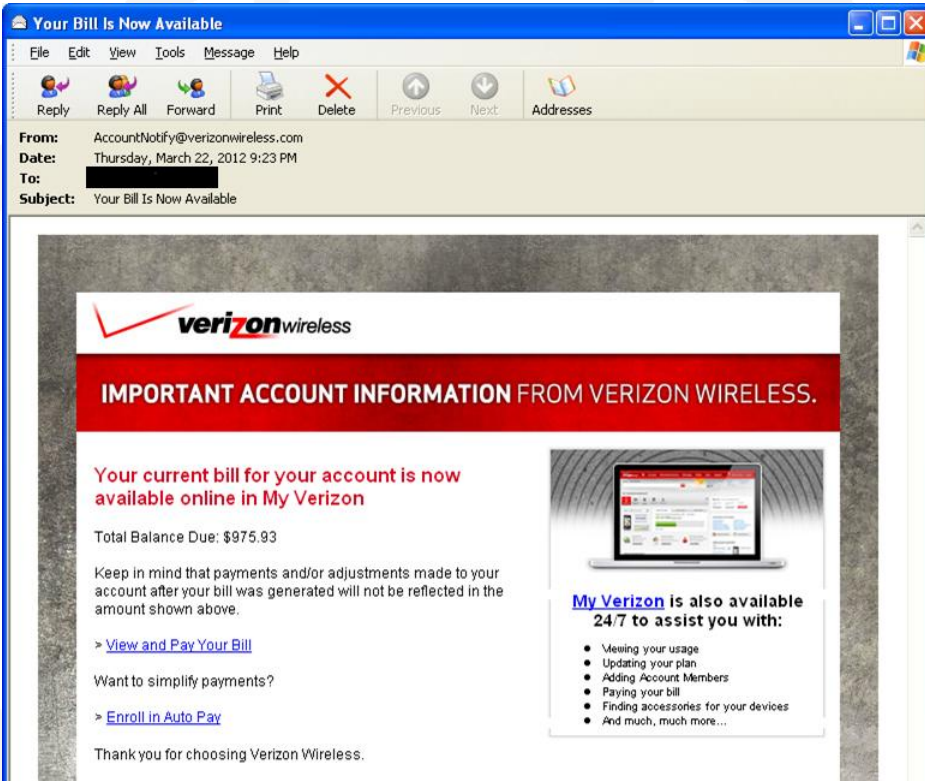 Your Bill Is Now Available
File Edit View Tools Message Help
Reply Reply All Forward Print Delete Previous Next Addresses
From: AccountNotify@verizonwireless.com
Date: Thursday, March 22, 2012 9:23 PM
To:
Subject: Your Bill Is Now Available
verizonwireless
IMPORTANT ACCOUNT INFORMATION FROM VERIZON WIRELESS.
Your current bill for your account is now
available online in My Verizon
Total Balance Due: $975.93
Keep in mind that payments and/or adjustments made to your
account after your bill was generated will not be reflected in the
amount shown above.
> View and Pay Your Bill
Want to simplify payments?
> Enroll in Auto Pay
Thank you for choosing Verizon Wireless.
My Verizon is also available
24/7 to assist you with:
● Viewing your usage
● Updating your plan
● Adding Account Members
● Paying your bill
● Finding accessories for your devices
● And much, much more...